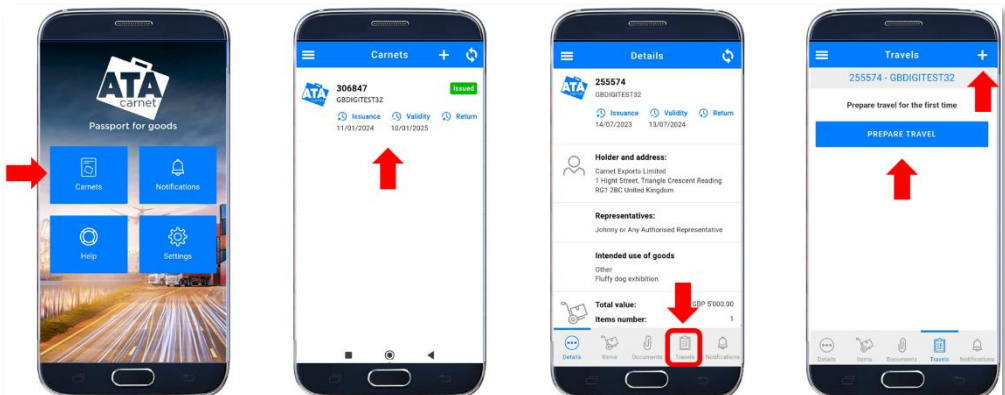 ATA
carnet
Passport for goods
Carnets
Notifications
Help
Settings
Carnets
ATA
306847
Issued
GBDIGITEST32
Issuance
Validity
Return
11/01/2024
10/01/2025
Details
ATA
255574
GBDIGITEST32
Issuance
Validity
Return
14/07/2023
13/07/2024
Holder and address:
Carnet Exports Limited
1 Hight Street, Triangle Crescent Reading
RG1 2BC United Kingdom
Representatives:
Johnny or Any Authorised Representative
Intended use of goods
Other
Fluffy dog exhibition
Total value:
GBP 5'000.00
Items number:
1
Details
Items
Documents
Travels
Notifications
Travels
+
255574 - GBDIGITEST32
Prepare travel for the first time
PREPARE TRAVEL
Details
Items
Documents
Travels
Notifications